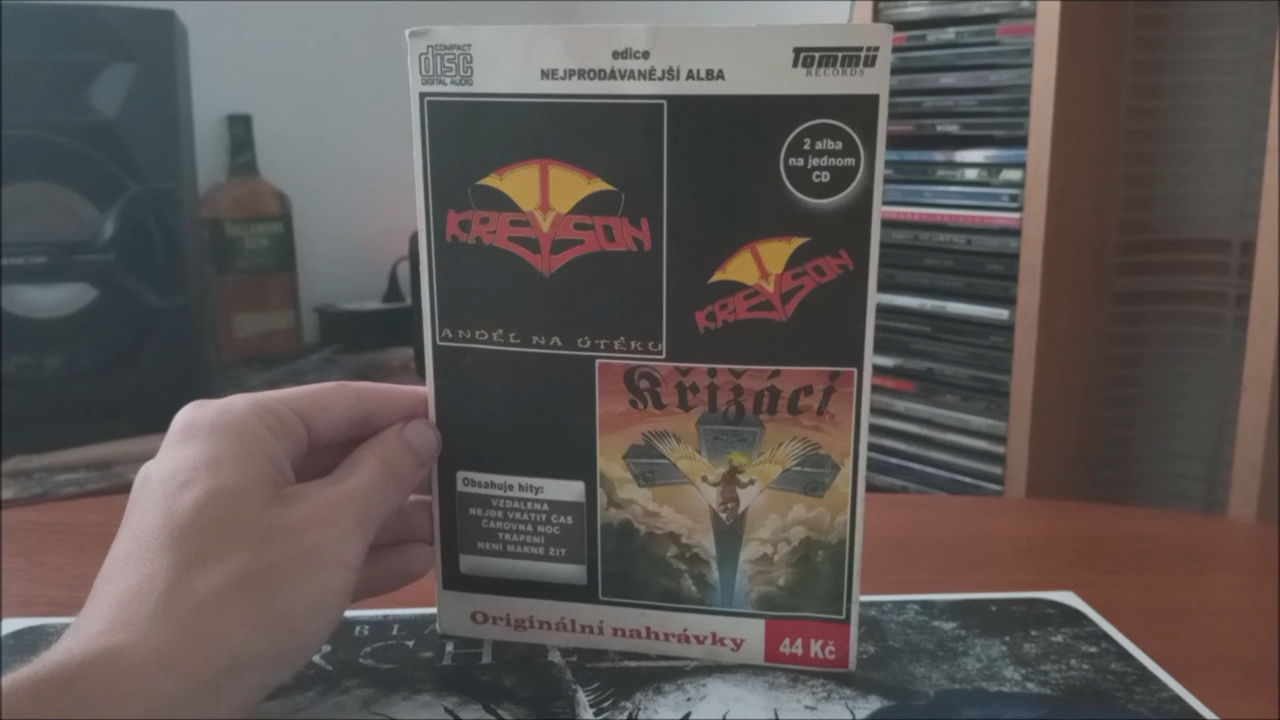 COMPACT
disc
DIGITAL AUDIO
edice
NEJPRODÁVANĚJŠÍ ALBA
Tommü
RECORDS
2 alba
na jednom
CD
KREYSON
KREYSON
ANDĚL NA ÚTĚKU
Křižáci
Obsahuje hity:
VZDÁLENÁ
NEJDE VRÁTIT ČAS
ČAROVNÁ NOC
TRÁPENÍ
NENÍ MARNÉ ŽÍT
Originální nahrávky
44 Kč